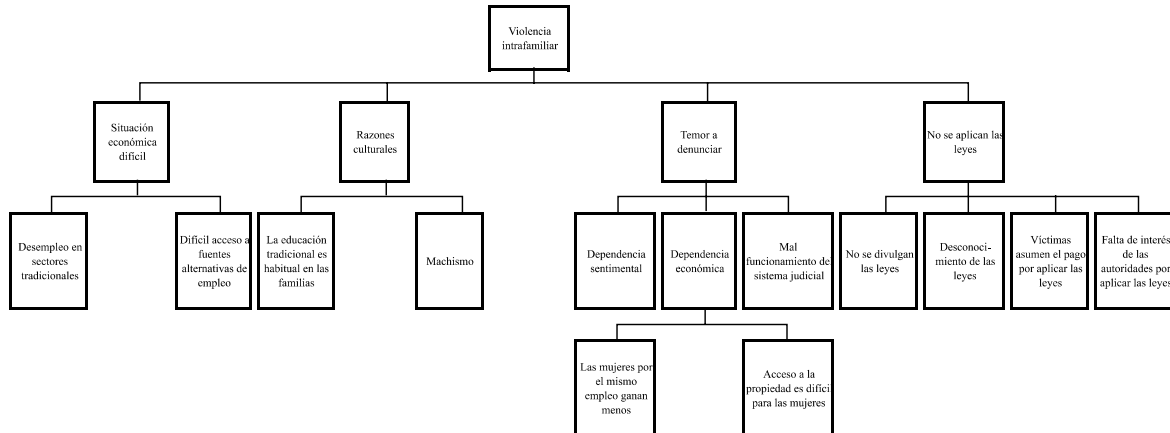 Violencia
intrafamiliar
Situación
económica
difícil
Razones
culturales
Temor a
denunciar
No se aplican las
leyes
Desempleo en
sectores
tradicionales
Difícil acceso a
fuentes
alternativas de
empleo
La educación
tradicional es
habitual en las
familias
Machismo
Dependencia
sentimental
Dependencia
económica
Mal
funcionamiento de
sistema judicial
No se divulgan
las leyes
Desconoci-
miento de las
leyes
Víctimas
asumen el pago
por aplicar las
leyes
Falta de interés
de las
autoridades por
aplicar las leyes
Las mujeres por
el mismo
empleo ganan
menos
Acceso a la
propiedad es difícil
para las mujeres